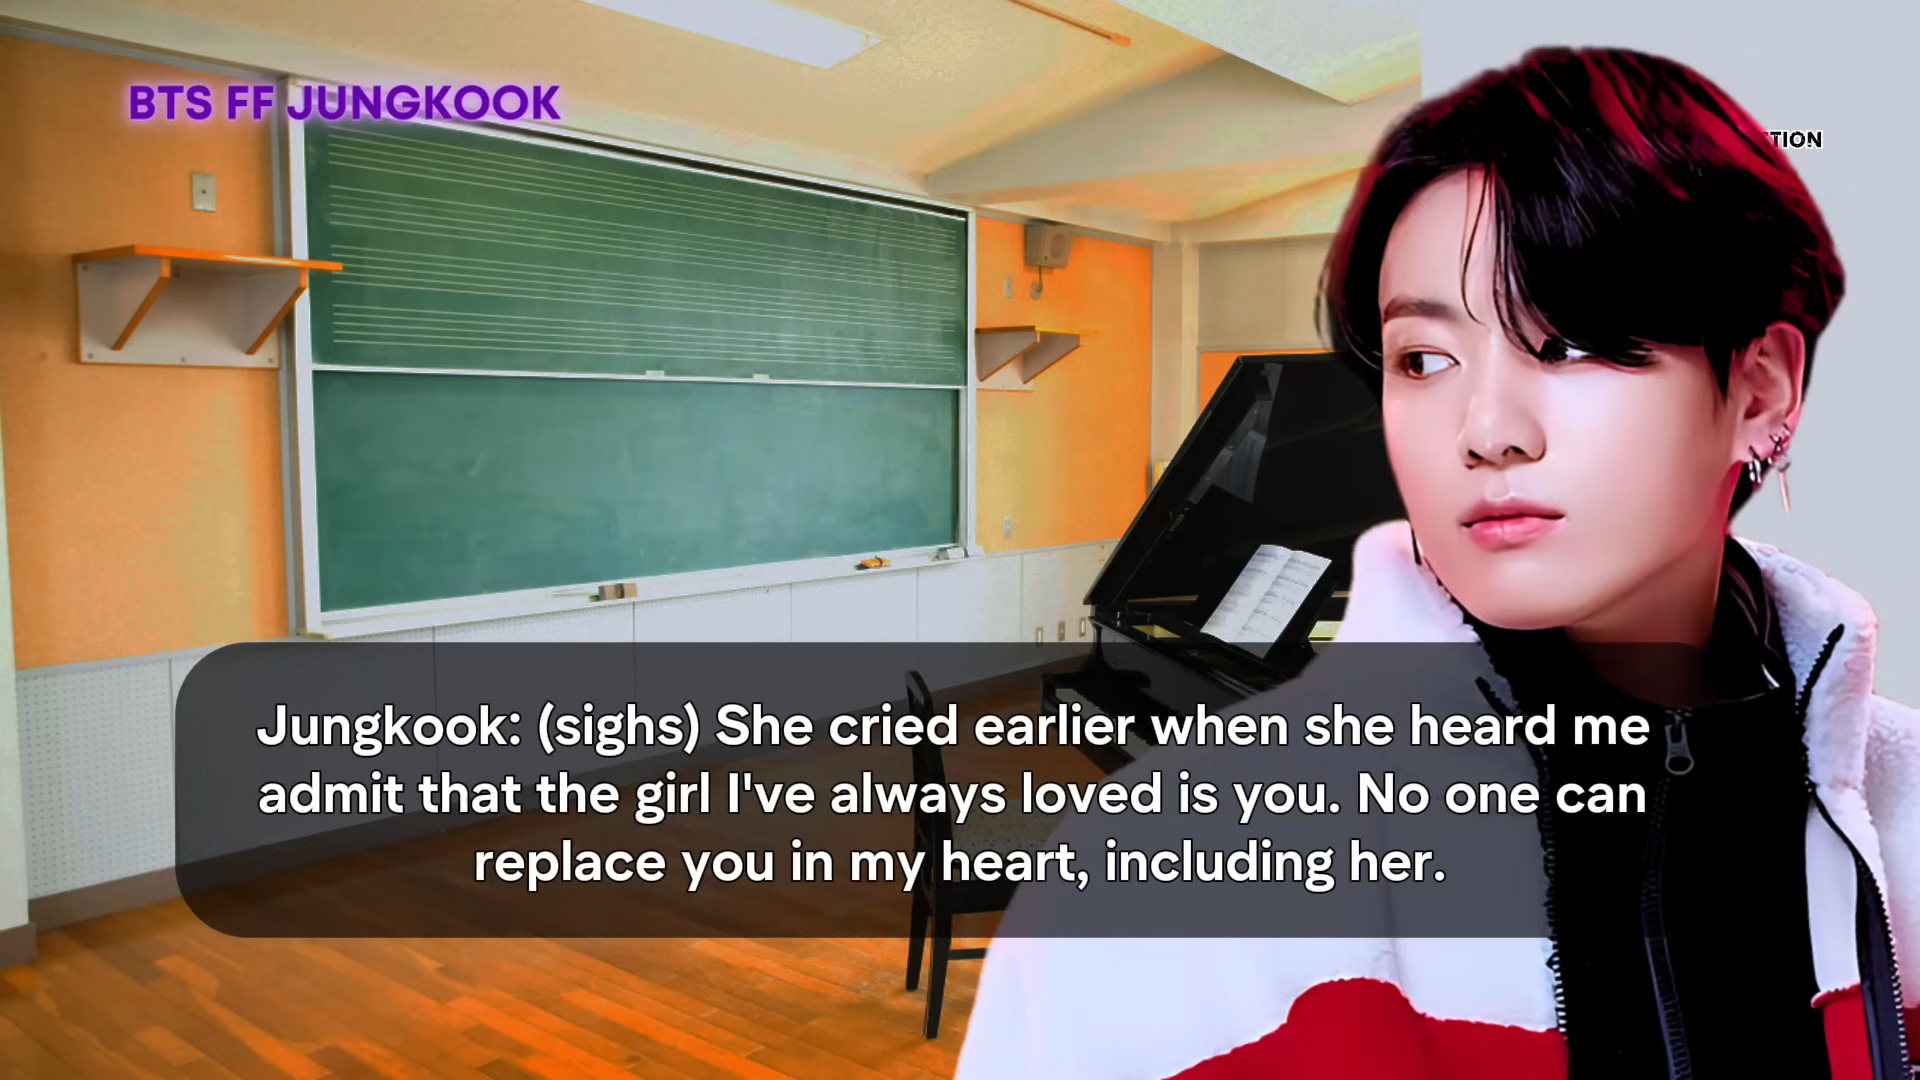 BTS FF JUNGKOOK
TION
Jungkook: (sighs) She cried earlier when she heard me
admit that the girl I've always loved is you. No one can
replace you in my heart, including her.